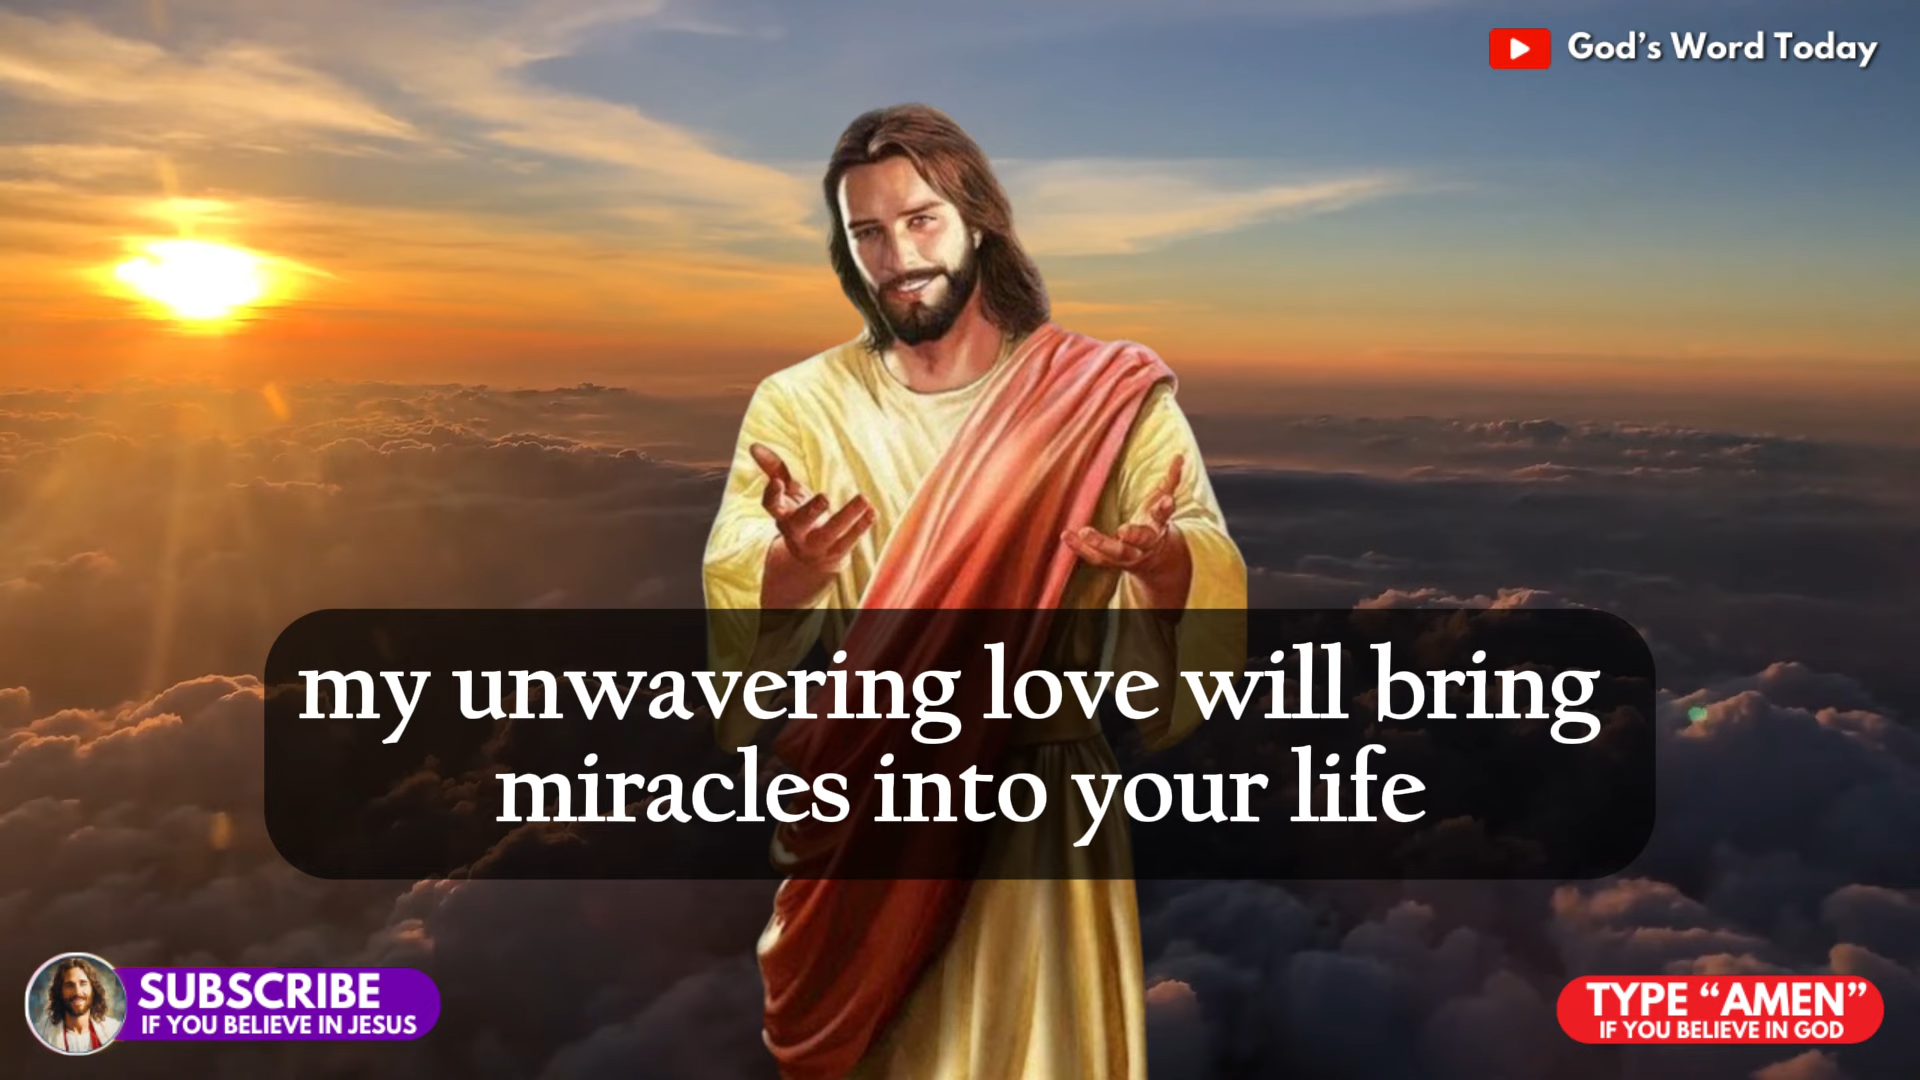 God’s Word Today
my unwavering love will bring
miracles into your life
SUBSCRIBE
IF YOU BELIEVE IN JESUS
TYPE “AMEN”
IF YOU BELIEVE IN GOD